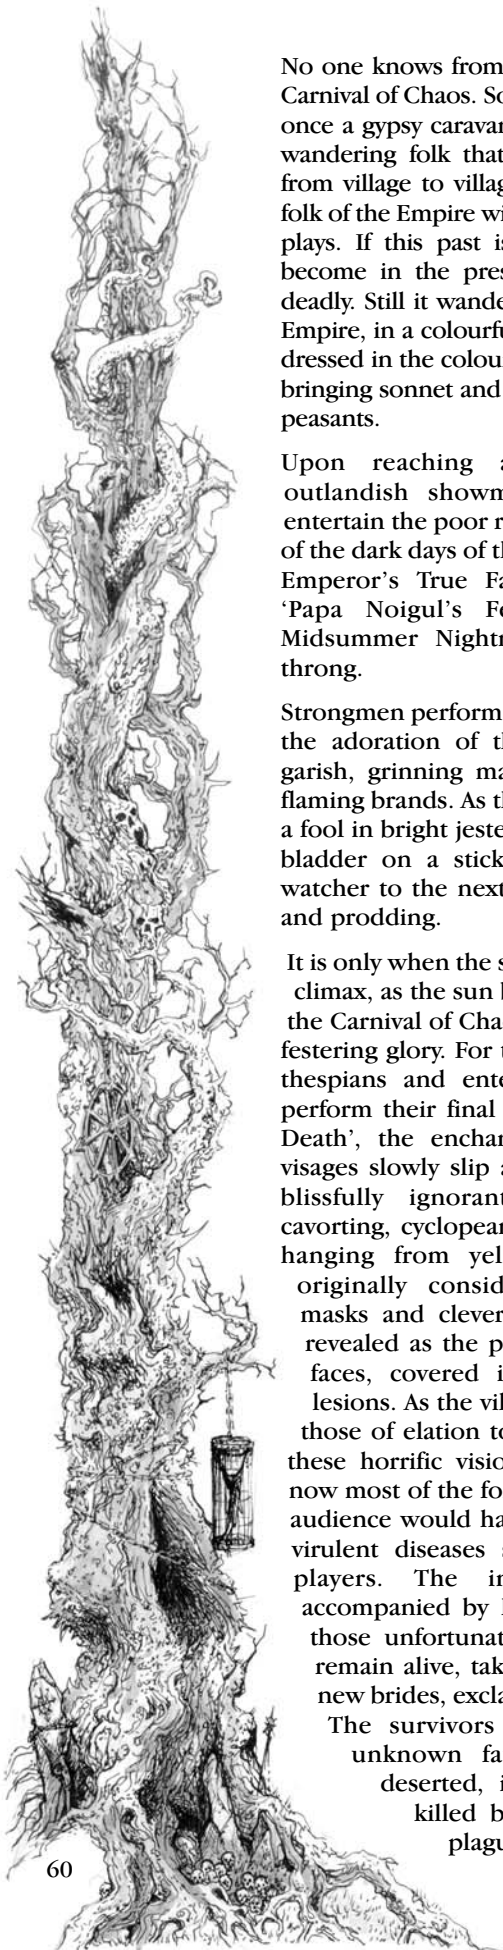 No one knows from
Carnival of Chaos. So
once a gypsy caravan
wandering folk that
from village to villag
folk of the Empire wi
plays. If this past is
become in the pres
deadly. Still it wande
Empire, in a colourfu
dressed in the colou
bringing sonnet and
peasants.
Upon reaching a
outlandish showm
entertain the poor r
of the dark days of th
Emperor's True Fa
'Papa Noigul's Fe
Midsummer Nightm
throng.
Strongmen perform
the adoration of th
garish, grinning ma
flaming brands. As th
a fool in bright jeste
bladder on a stick
watcher to the next
and prodding.
It is only when the s
climax, as the sun b
the Carnival of Cha
festering glory. For t
thespians and ente
perform their final
Death', the enchan
visages slowly slip a
blissfully ignorant
cavorting, cyclopean
hanging from yel
originally consid
masks and clever
revealed as the p
faces, covered i
lesions. As the vil
those of elation to
these horrific visio
now most of the fo
audience would ha
virulent diseases s
players. The in
accompanied by
those unfortunat
remain alive, tak
new brides, excla
The survivors
unknown fa
deserted, i
killed b
plagu
60